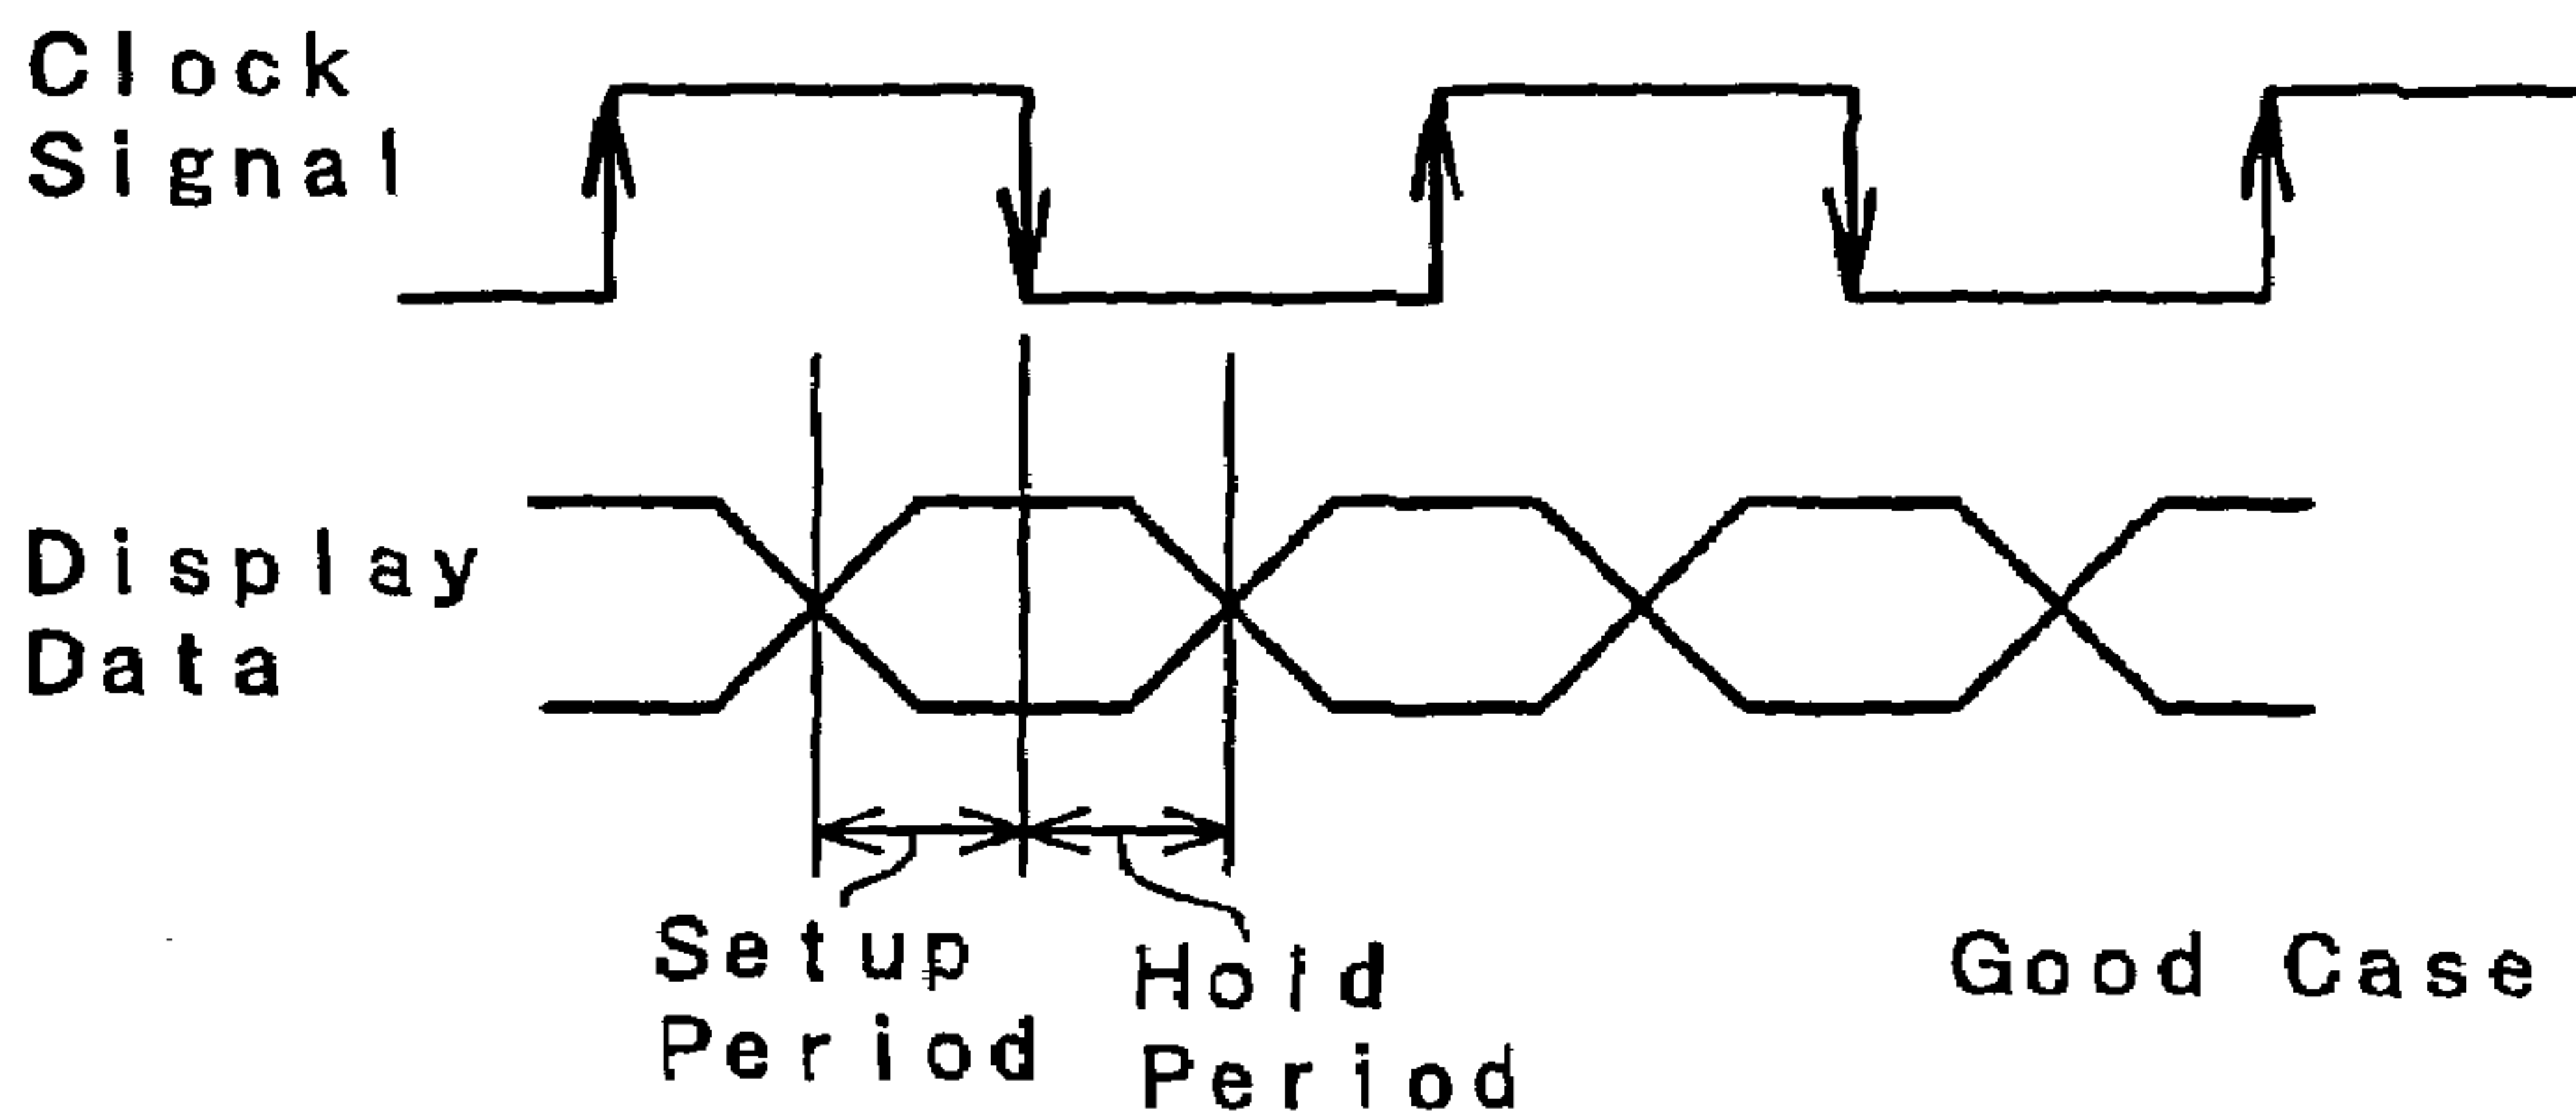 Clock
Signal
Display
Data
Setup
Period
Hold
Period
Good Case